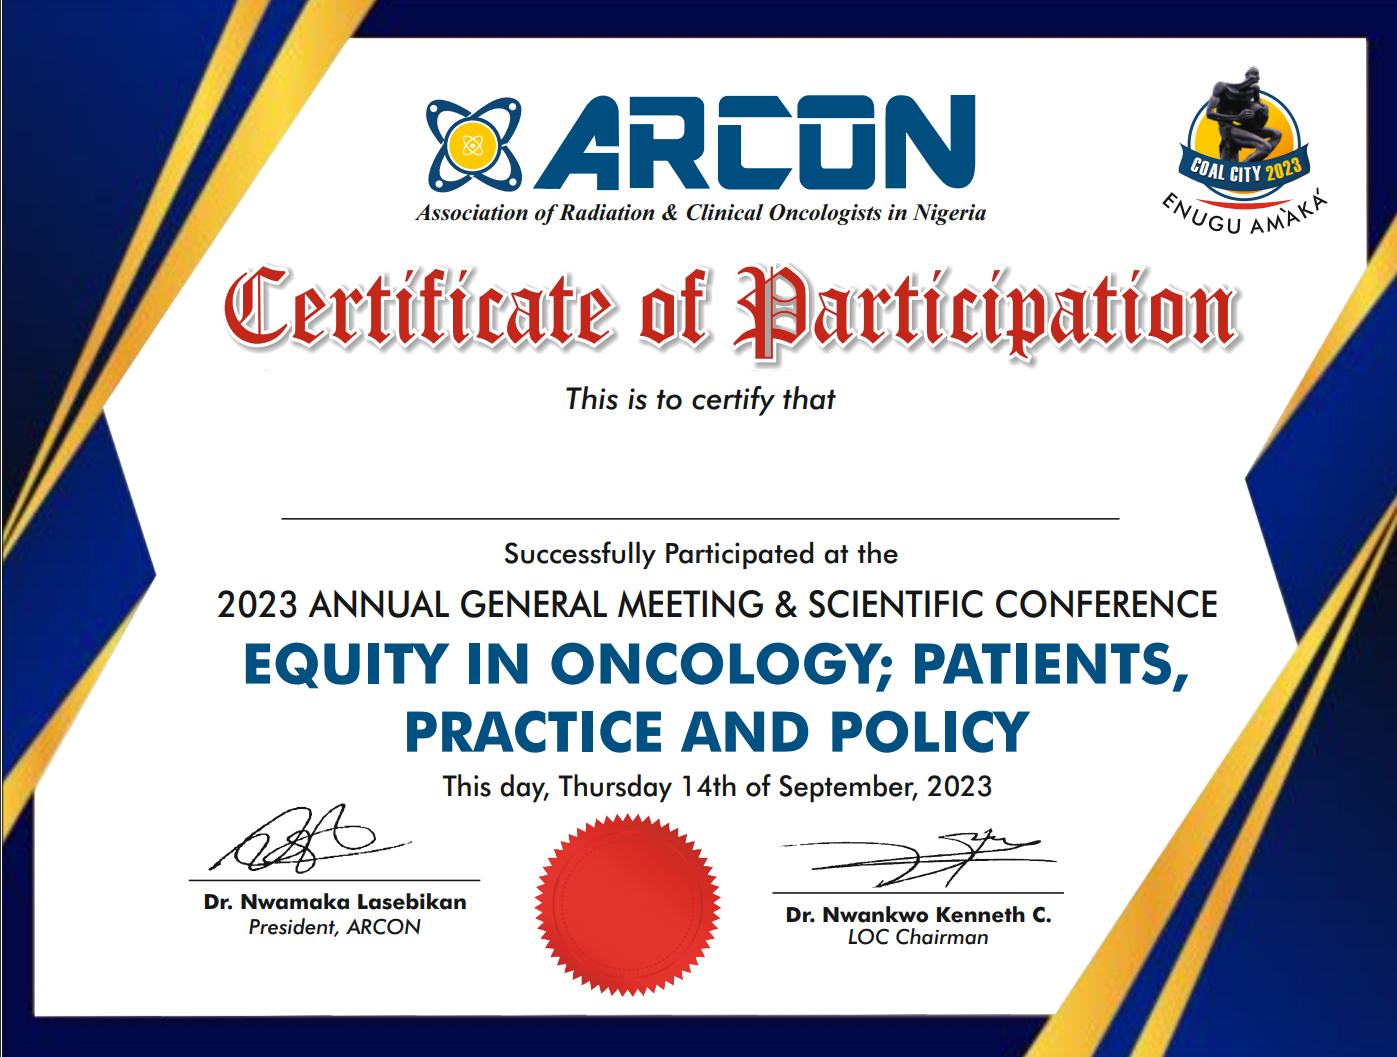 ARCON
Association of Radiation & Clinical Oncologists in Nigeria
COAL CITY 2023
ENUGU AMÀKÁ
Certificate of Participation
This is to certify that
Successfully Participated at the
2023 ANNUAL GENERAL MEETING & SCIENTIFIC CONFERENCE
EQUITY IN ONCOLOGY; PATIENTS,
PRACTICE AND POLICY
This day, Thursday 14th of September, 2023
Dr. Nwamaka Lasebikan
President, ARCON
Dr. Nwankwo Kenneth C.
LOC Chairman